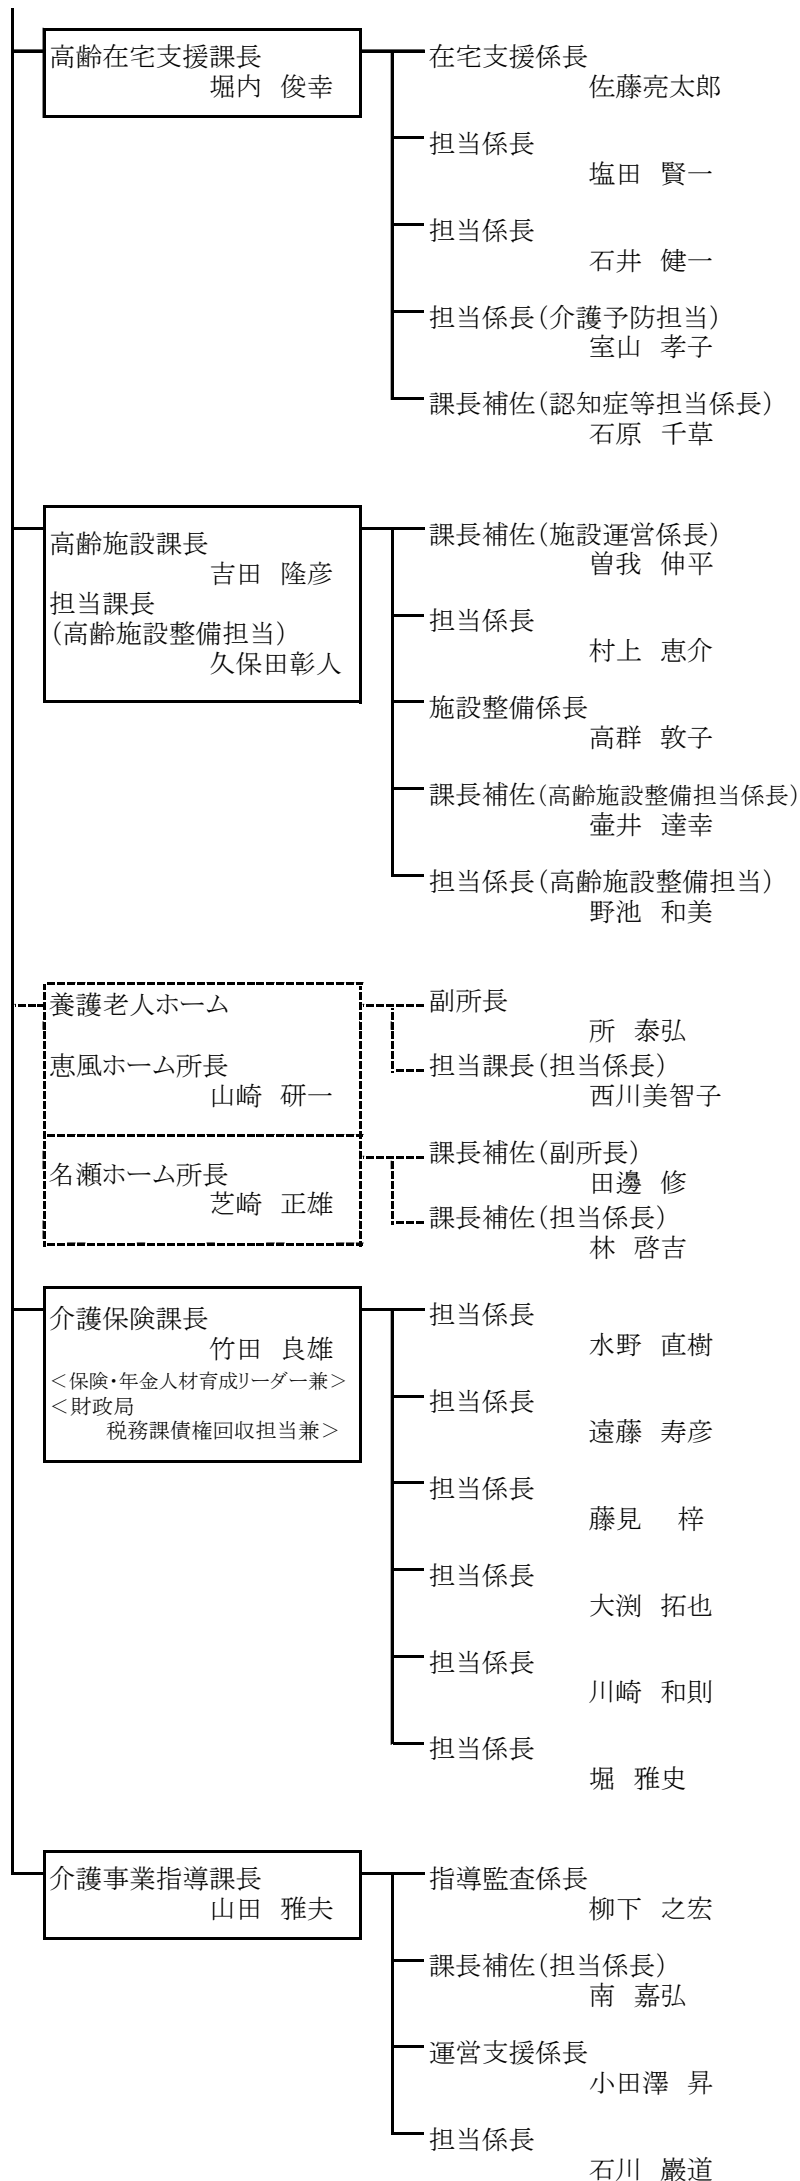 高齢在宅支援課長
堀内 俊幸
在宅支援係長
佐藤亮太郎
担当係長
塩田 賢一
担当係長
石井 健一
担当係長(介護予防担当)
室山 孝子
課長補佐(認知症等担当係長)
石原 千草
高齢施設課長
吉田 隆彦
担当課長
(高齢施設整備担当)
久保田彰人
課長補佐(施設運営係長)
曽我 伸平
担当係長
村上 恵介
施設整備係長
高群 敦子
課長補佐(高齢施設整備担当係長)
壷井 達幸
担当係長(高齢施設整備担当)
野池 和美
養護老人ホーム
恵風ホーム所長
山崎 研一
副所長
所 泰弘
担当課長(担当係長)
西川美智子
名瀬ホーム所長
芝崎 正雄
課長補佐(副所長)
田邊 修
課長補佐(担当係長)
林 啓吉
介護保険課長
竹田 良雄
<保険・年金人材育成リーダー兼>
<財政局
税務課債権回収担当兼>
担当係長
水野 直樹
担当係長
遠藤 寿彦
担当係長
藤見 梓
担当係長
大渕 拓也
担当係長
川崎 和則
担当係長
堀 雅史
介護事業指導課長
山田 雅夫
指導監査係長
柳下 之宏
課長補佐(担当係長)
南 嘉弘
運営支援係長
小田澤 昇
担当係長
石川 巖道